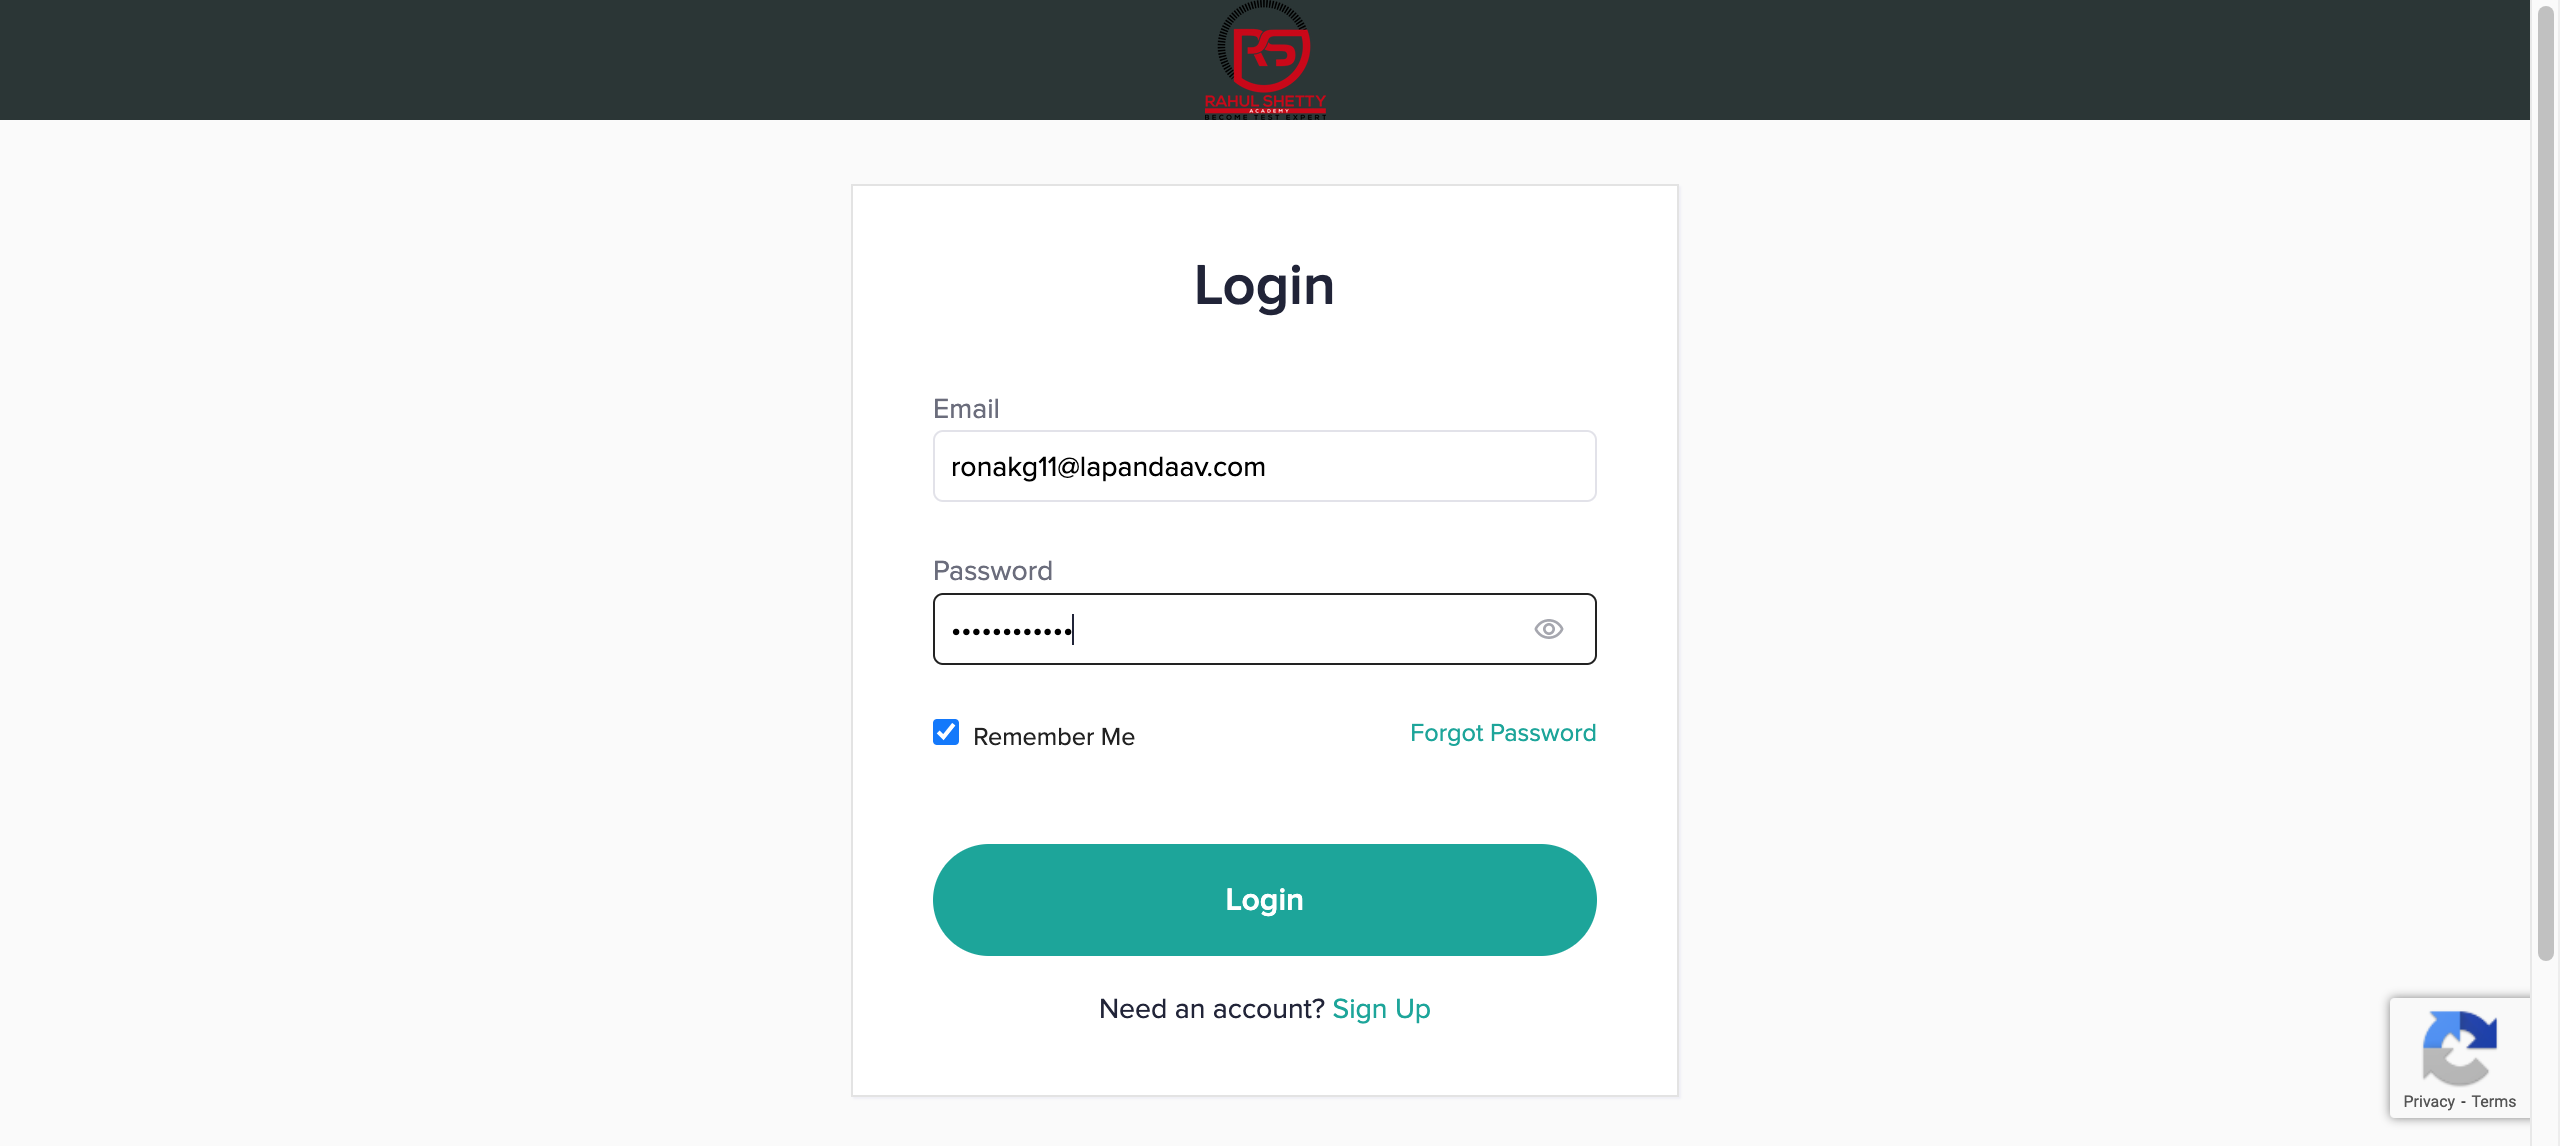 RS
RAHUL SHETTY
ACADEMY
BECOME TEST EXPERT
Login
Email
ronakg11@lapandaav.com
Password
••••••••••••
Remember Me
Forgot Password
Login
Need an account? Sign Up
Privacy - Terms